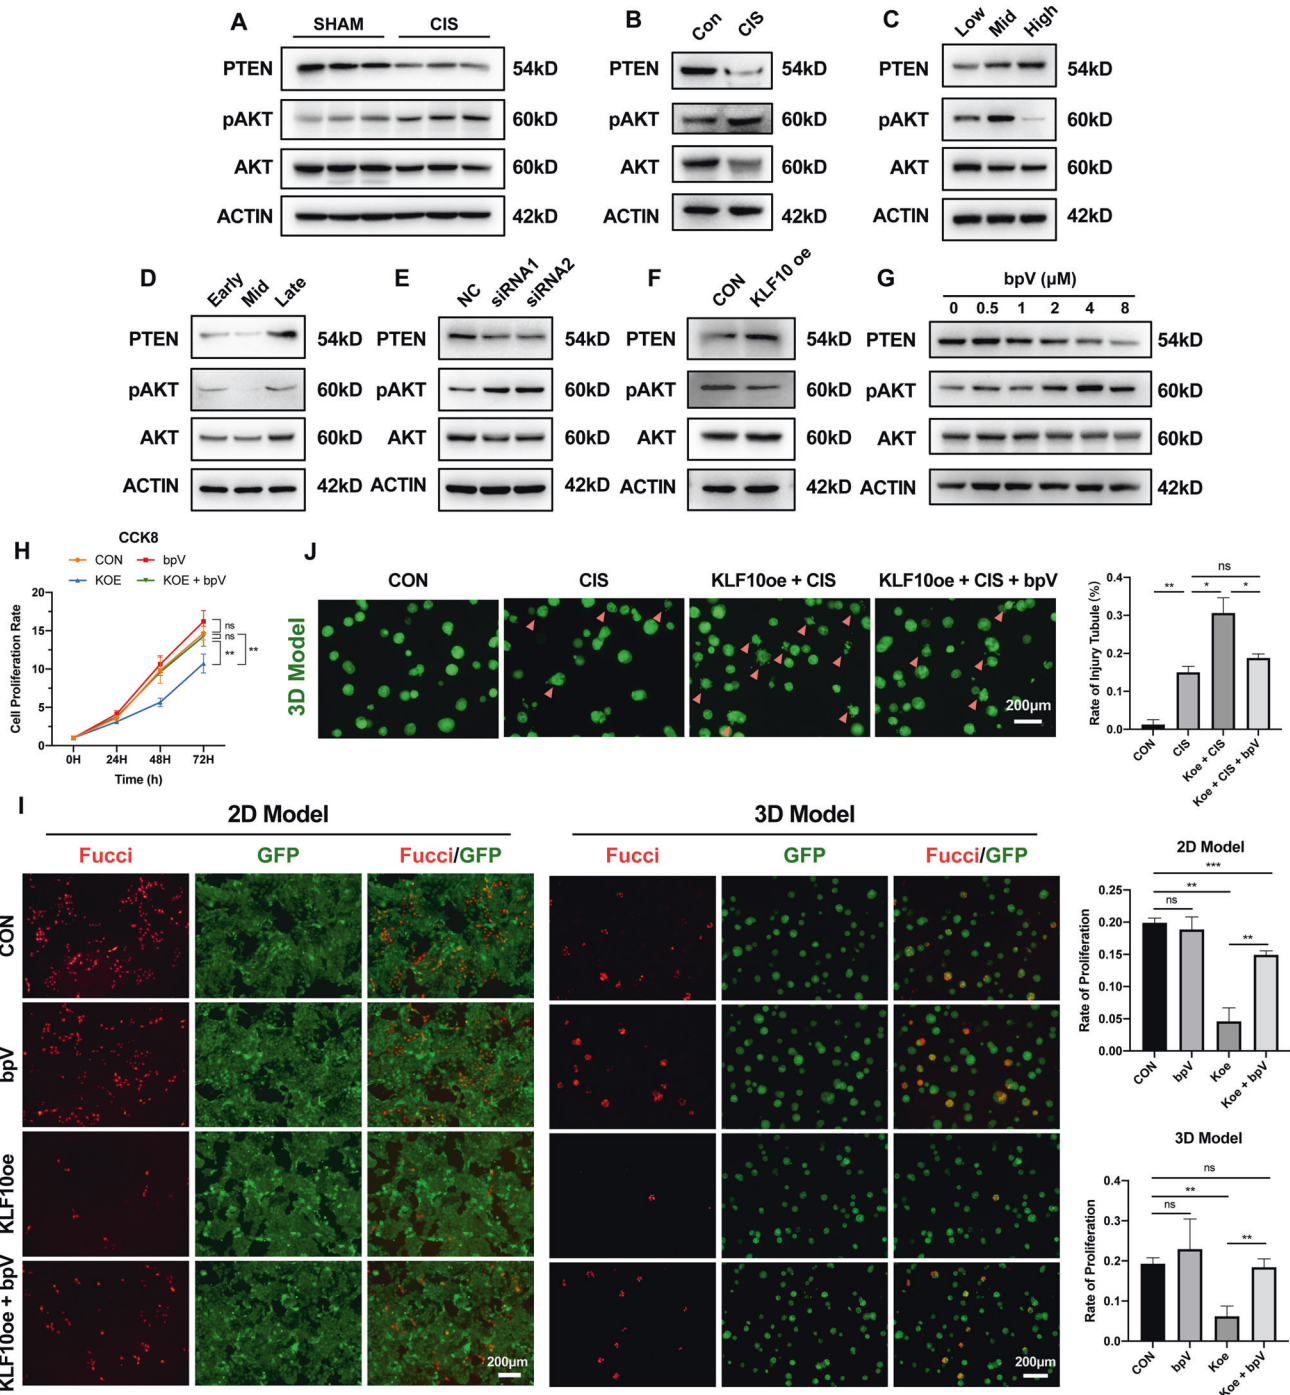 A
SHAM CIS
PTEN 54kD
pAKT 60kD
AKT 60kD
ACTIN 42kD
B
Con CIS
PTEN 54kD
pAKT 60kD
AKT 60kD
ACTIN 42kD
C
Low Mid High
PTEN 54kD
pAKT 60kD
AKT 60kD
ACTIN 42kD
D
Early Mid Late
PTEN 54kD
pAKT 60kD
AKT 60kD
ACTIN 42kD
E
NC siRNA1 siRNA2
PTEN 54kD
pAKT 60kD
AKT 60kD
ACTIN 42kD
F
CON KLF10 oe
PTEN 54kD
pAKT 60kD
AKT 60kD
ACTIN 42kD
G
bpV (μM)
0 0.5 1 2 4 8
PTEN 54kD
pAKT 60kD
AKT 60kD
ACTIN 42kD
H
CCK8
CON bpV
KOE KOE + bpV
Cell Proliferation Rate
20
15
10
5
0
ns
ns
**
**
0H 24H 48H 72H
Time (h)
J
CON CIS KLF10oe + CIS KLF10oe + CIS + bpV
3D Model
200μm
Rate of Injury Tubule (%)
0.4
0.3
0.2
0.1
0.0
ns
** * *
CON CIS Koe + CIS Koe + CIS + bpV
I
2D Model 3D Model
Fucci GFP Fucci/GFP Fucci GFP Fucci/GFP
CON
bpV
KLF10oe
KLF10oe + bpV
200μm
200μm
2D Model
Rate of Proliferation
0.25
0.20
0.15
0.10
0.05
0.00
***
**
ns
**
CON bpV Koe Koe + bpV
3D Model
Rate of Proliferation
0.4
0.3
0.2
0.1
0.0
ns
**
ns
**
CON bpV Koe Koe + bpV